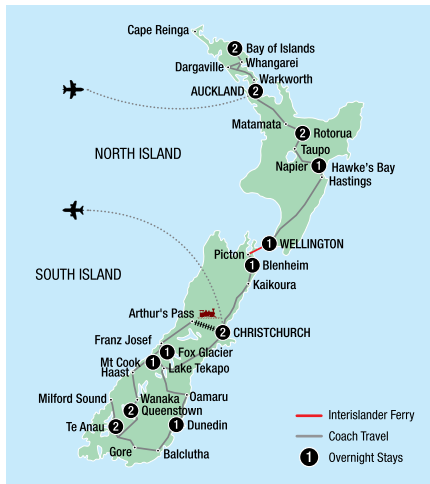 Cape Reinga
2 Bay of Islands
Whangarei
Dargaville
Warkworth
AUCKLAND 2
Matamata
2 Rotorua
Taupo
Napier 1 Hawke's Bay
Hastings
NORTH ISLAND
1 WELLINGTON
Picton
1 Blenheim
Kaikoura
SOUTH ISLAND
Arthur's Pass
2 CHRISTCHURCH
Franz Josef
1 Fox Glacier
Mt Cook 1
Lake Tekapo
Haast
Milford Sound
Wanaka
Oamaru
2 Queenstown
Te Anau 2
1 Dunedin
Gore
Balclutha
Interislander Ferry
Coach Travel
1 Overnight Stays